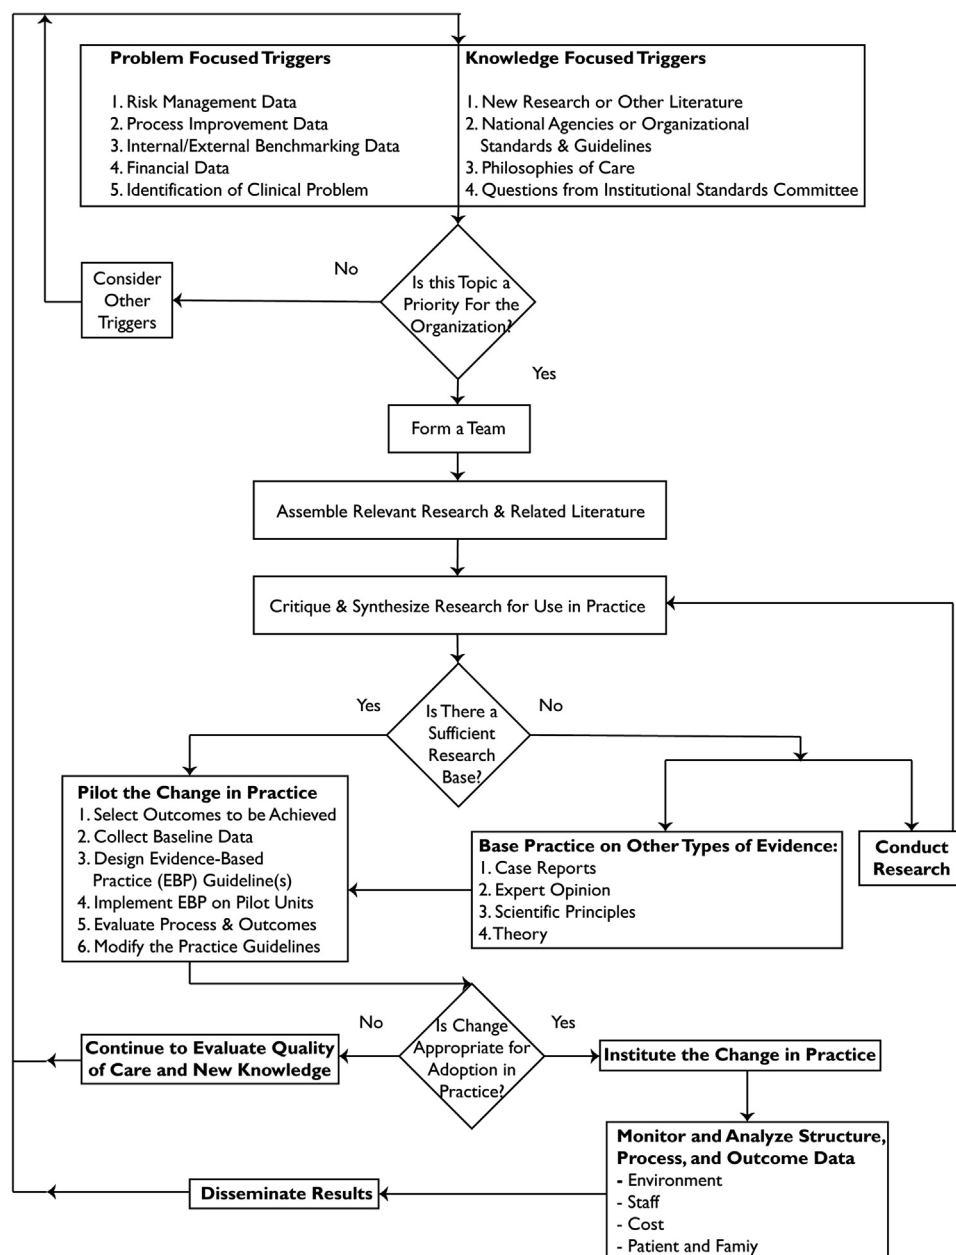 Problem Focused Triggers
1. Risk Management Data
2. Process Improvement Data
3. Internal/External Benchmarking Data
4. Financial Data
5. Identification of Clinical Problem
Knowledge Focused Triggers
1. New Research or Other Literature
2. National Agencies or Organizational
Standards & Guidelines
3. Philosophies of Care
4. Questions from Institutional Standards Committee
Consider
Other
Triggers
No
Is this Topic a
Priority For the
Organization?
Yes
Form a Team
Assemble Relevant Research & Related Literature
Critique & Synthesize Research for Use in Practice
Yes
Is There a
Sufficient
Research
Base?
No
Pilot the Change in Practice
1. Select Outcomes to be Achieved
2. Collect Baseline Data
3. Design Evidence-Based
Practice (EBP) Guideline(s)
4. Implement EBP on Pilot Units
5. Evaluate Process & Outcomes
6. Modify the Practice Guidelines
Base Practice on Other Types of Evidence:
1. Case Reports
2. Expert Opinion
3. Scientific Principles
4. Theory
Conduct
Research
No
Is Change
Appropriate for
Adoption in
Practice?
Yes
Continue to Evaluate Quality
of Care and New Knowledge
Institute the Change in Practice
Monitor and Analyze Structure,
Process, and Outcome Data
- Environment
- Staff
- Cost
- Patient and Famiy
Disseminate Results